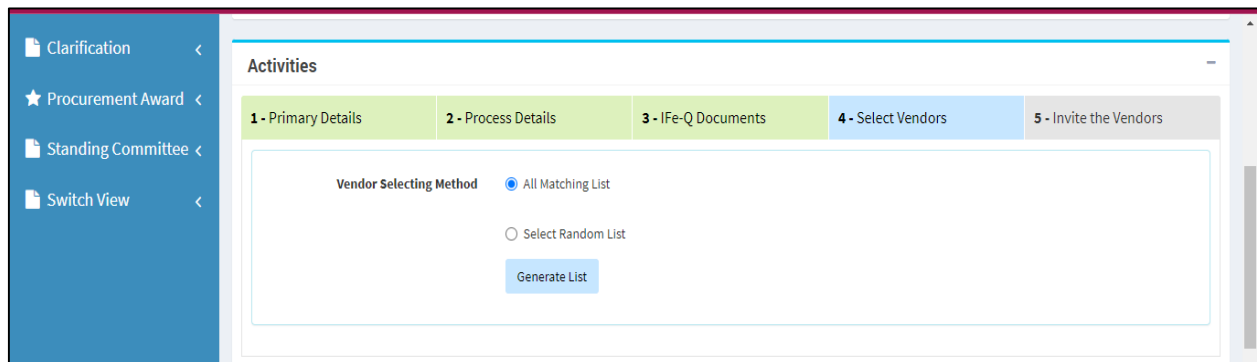 Clarification
Procurement Award
Standing Committee
Switch View
Activities
1 - Primary Details
2 - Process Details
3 - IFe-Q Documents
4 - Select Vendors
5 - Invite the Vendors
Vendor Selecting Method
All Matching List
Select Random List
Generate List